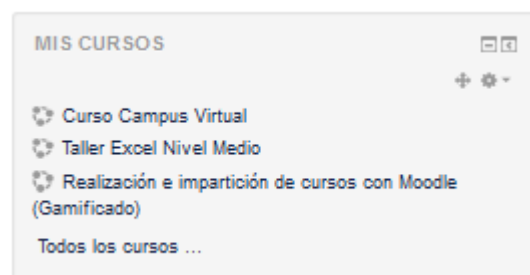 MIS CURSOS
Curso Campus Virtual
Taller Excel Nivel Medio
Realización e impartición de cursos con Moodle
(Gamificado)
Todos los cursos ...